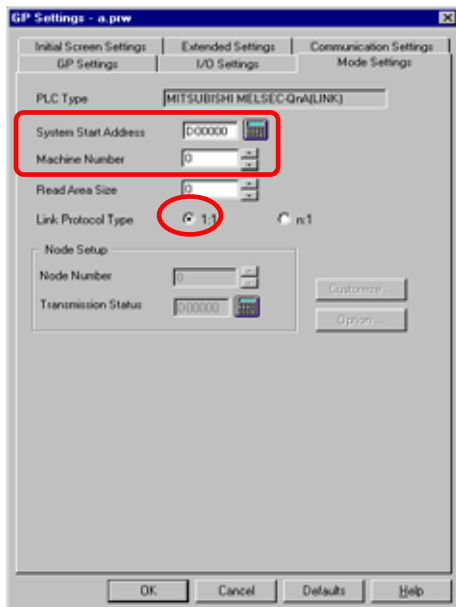 GP Settings - a.prw
Initial Screen Settings Extended Settings Communication Settings
GP Settings I/O Settings Mode Settings
PLC Type MITSUBISHI MELSEC-QnA(LINK)
System Start Address D00000
Machine Number 0
Read Area Size 0
Link Protocol Type 1:1 n:1
Node Setup
Node Number 0
Transmission Status D00000
Customize ...
Option ...
OK Cancel Defaults Help